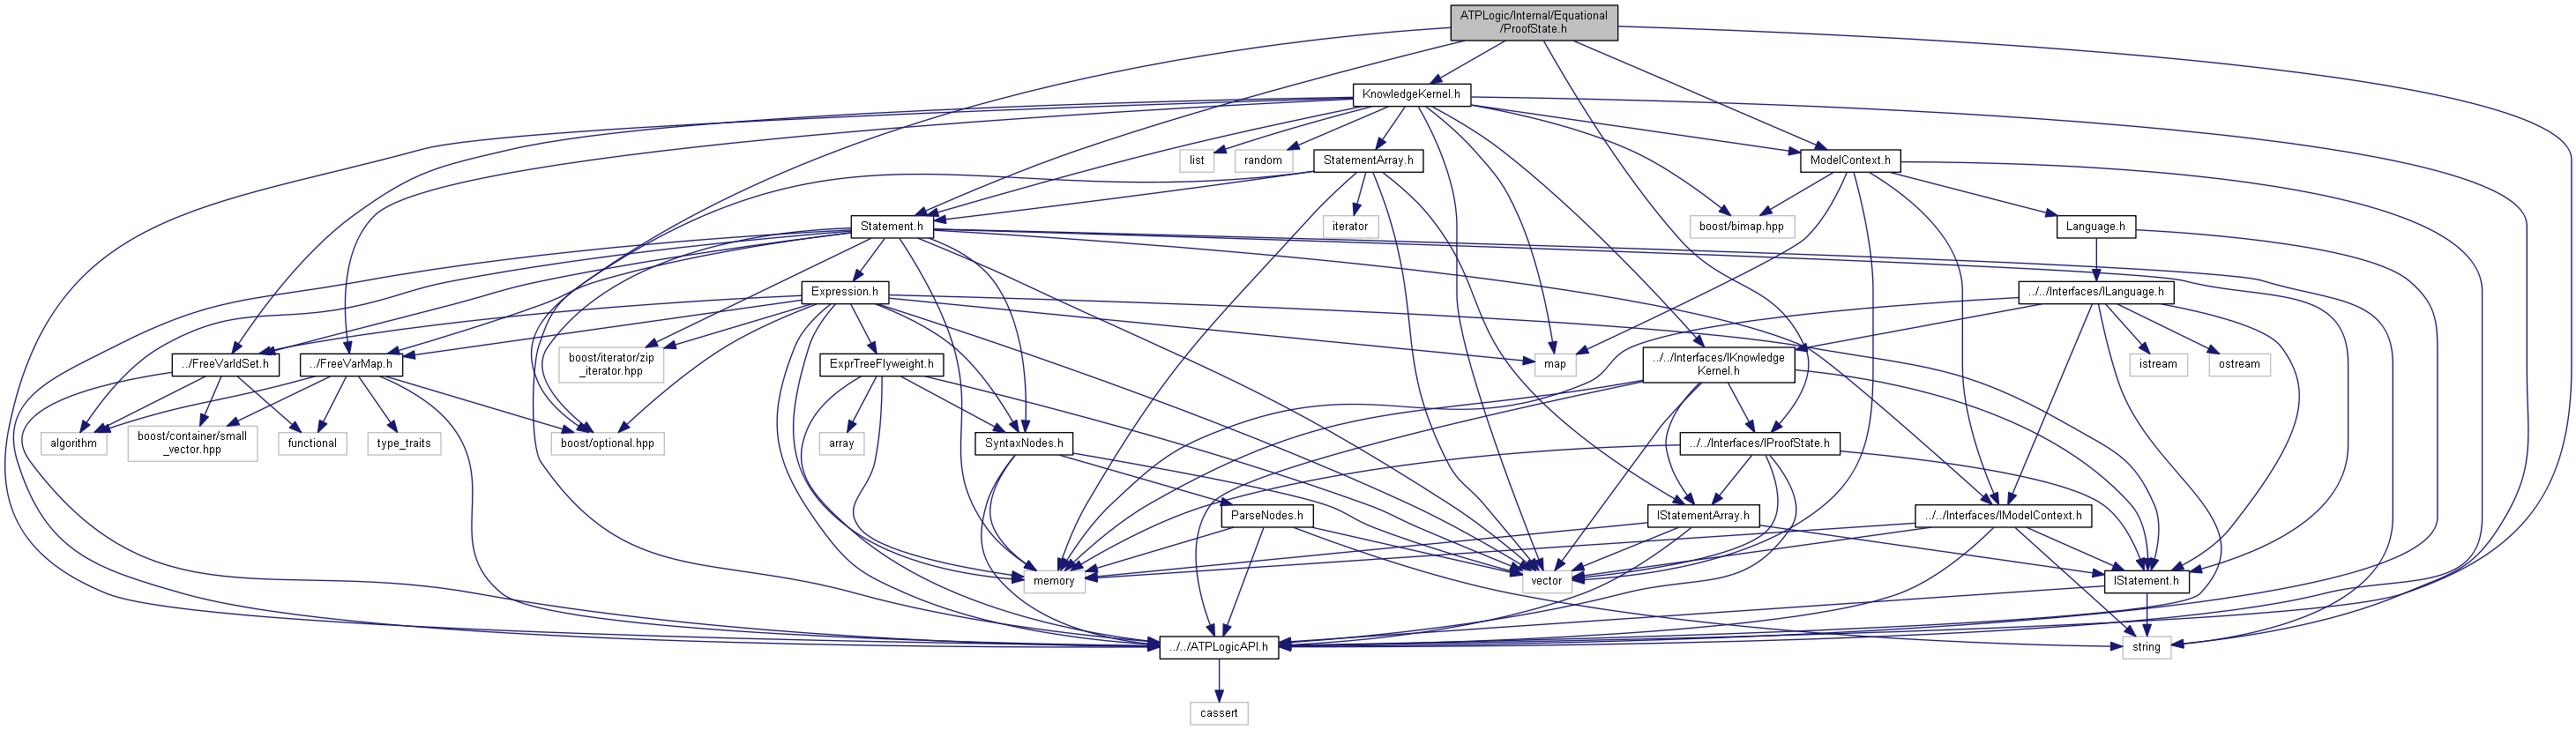 ATPLogic/Internal/Equational
/ProofState.h
KnowledgeKernel.h
list
random
StatementArray.h
ModelContext.h
Statement.h
iterator
boost/bimap.hpp
Language.h
Expression.h
../../Interfaces/ILanguage.h
../FreeVarIdSet.h
../FreeVarMap.h
boost/iterator/zip
_iterator.hpp
ExprTreeFlyweight.h
map
../../Interfaces/IKnowledge
Kernel.h
istream
ostream
algorithm
boost/container/small
_vector.hpp
functional
type_traits
boost/optional.hpp
array
SyntaxNodes.h
../../Interfaces/IProofState.h
ParseNodes.h
IStatementArray.h
../../Interfaces/IModelContext.h
memory
vector
IStatement.h
../../ATPLogicAPI.h
string
cassert